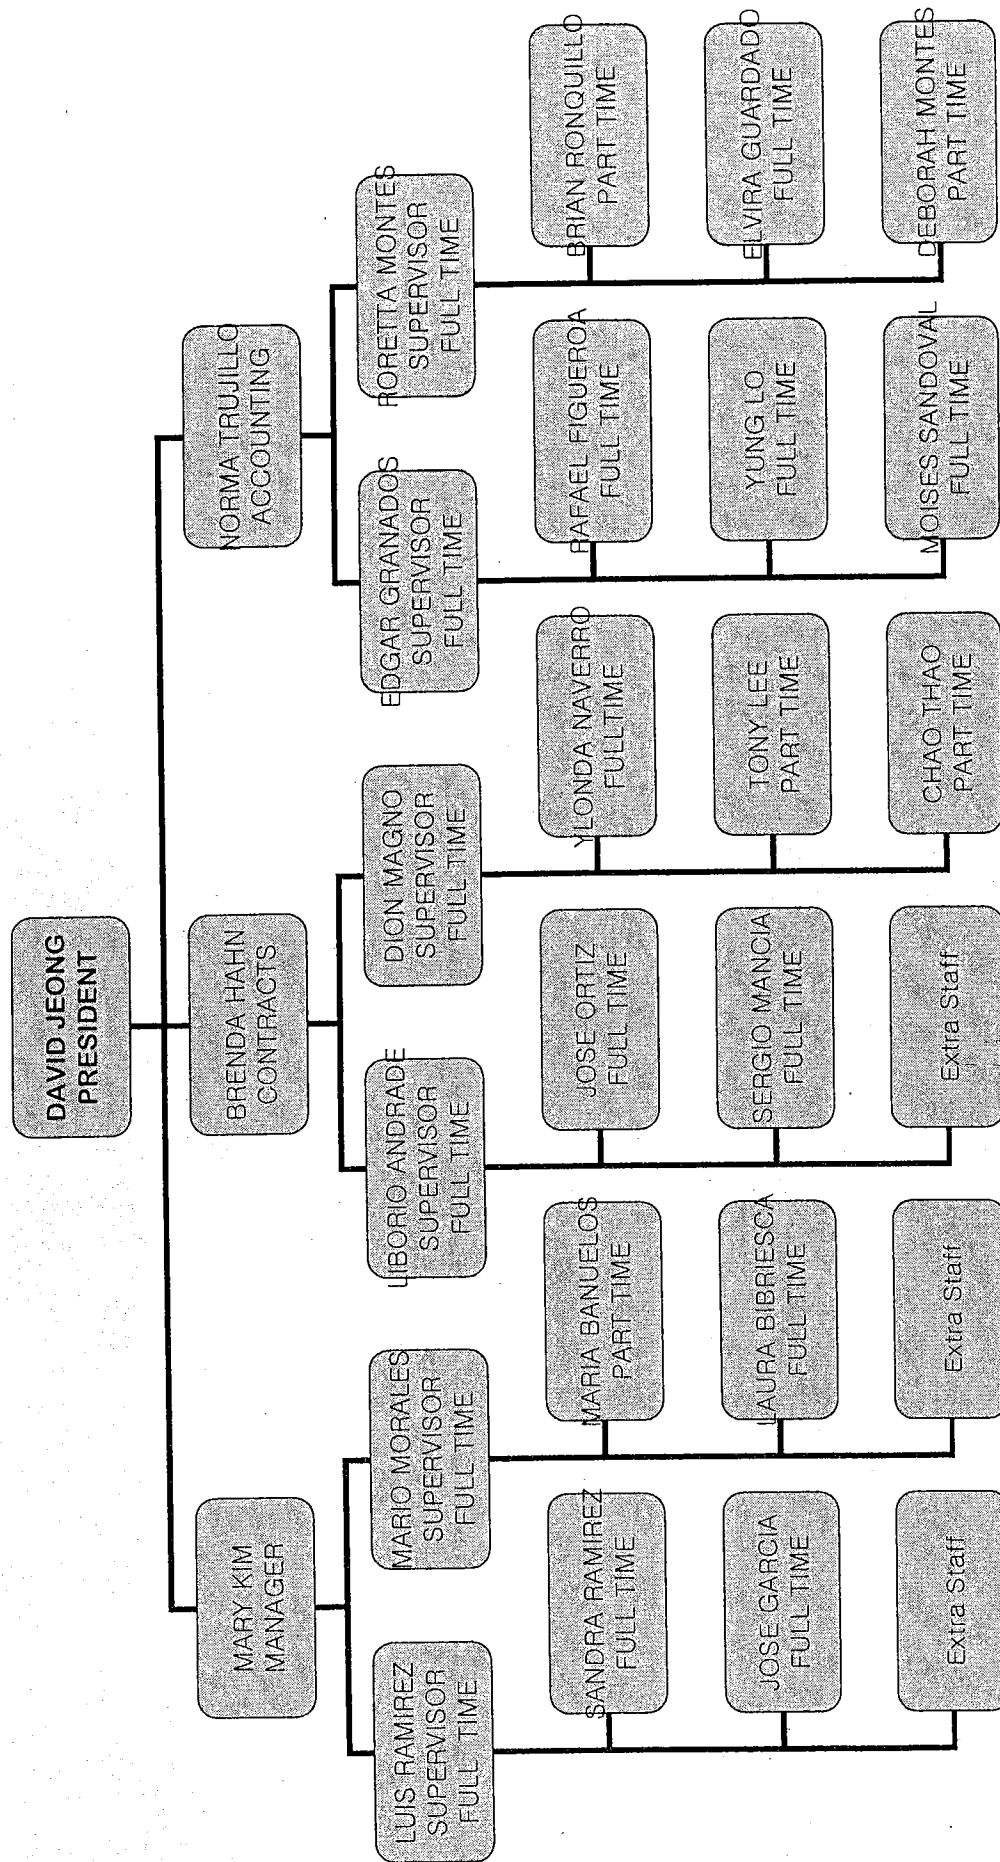 DAVID JEONG
PRESIDENT
MARY KIM
MANAGER
BRENDA HAHN
CONTRACTS
NORMA TRUJILLO
ACCOUNTING
LUIS RAMIREZ
SUPERVISOR
FULL TIME
MARIO MORALES
SUPERVISOR
FULL TIME
LIBORIO ANDRADE
SUPERVISOR
FULL TIME
DION MAGNO
SUPERVISOR
FULL TIME
EDGAR GRANADOS
SUPERVISOR
FULL TIME
RORETTA MONTES
SUPERVISOR
FULL TIME
SANDRA RAMIREZ
FULL TIME
MARIA BANUELOS
PART TIME
JOSE ORTIZ
FULL TIME
YLONDA NAVERRO
FULLTIME
RAFAEL FIGUEROA
FULL TIME
BRIAN RONQUILLO
PART TIME
JOSE GARCIA
FULL TIME
LAURA BIBRIESCA
FULL TIME
SERGIO MANCIA
FULL TIME
TONY LEE
PART TIME
YUNG LO
FULL TIME
ELVIRA GUARDADO
FULL TIME
Extra Staff
Extra Staff
Extra Staff
CHAO THAO
PART TIME
MOISES SANDOVAL
FULL TIME
DEBORAH MONTES
PART TIME